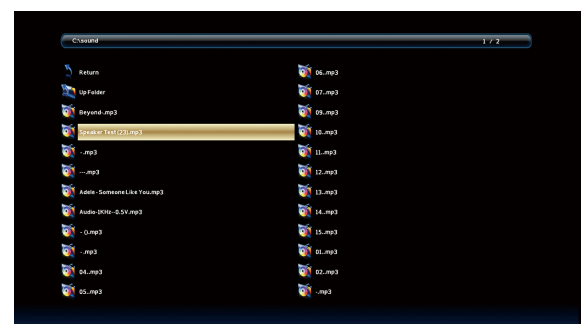 C:\sound
1 / 2
Return
Up Folder
Beyond-.mp3
Speaker Test (23).mp3
-.mp3
---.mp3
Adele - Someone Like You.mp3
Audio-1KHz--0.5V.mp3
- ().mp3
-.mp3
04..mp3
05..mp3
06..mp3
07..mp3
09..mp3
10..mp3
11..mp3
12..mp3
13..mp3
14..mp3
15..mp3
01..mp3
02..mp3
-.mp3